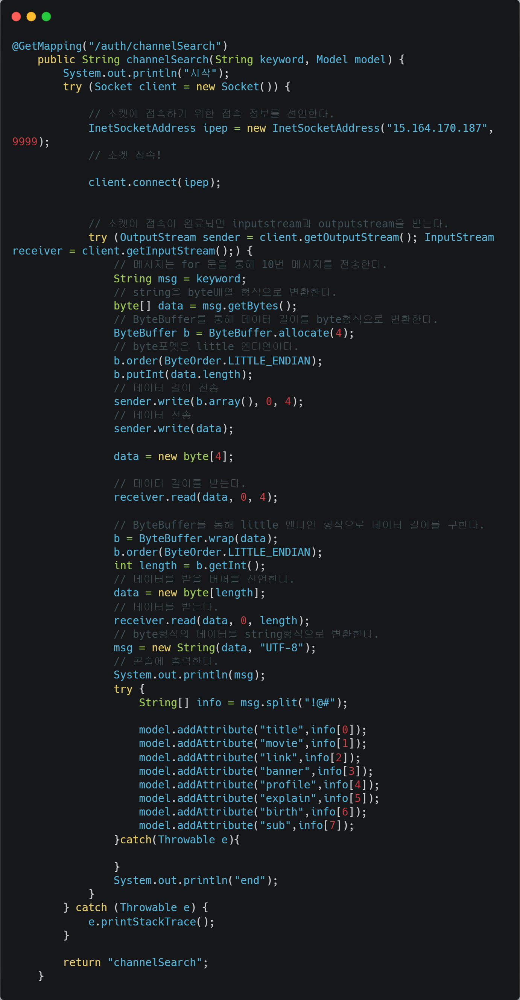 @GetMapping("/auth/channelSearch")
    public String channelSearch(String keyword, Model model) {
        System.out.println("시작");
        try (Socket client = new Socket()) {

            // 소켓에 접속하기 위한 접속 정보를 선언한다.
            InetSocketAddress ipep = new InetSocketAddress("15.164.170.187",
9999);
            // 소켓 접속!

            client.connect(ipep);


            // 소켓이 접속이 완료되면 inputstream과 outputstream을 받는다.
            try (OutputStream sender = client.getOutputStream(); InputStream
receiver = client.getInputStream();) {
                // 메시지는 for 문을 통해 10번 메시지를 전송한다.
                String msg = keyword;
                // string을 byte배열 형식으로 변환한다.
                byte[] data = msg.getBytes();
                // ByteBuffer를 통해 데이터 길이를 byte형식으로 변환한다.
                ByteBuffer b = ByteBuffer.allocate(4);
                // byte포멧은 little 엔디언이다.
                b.order(ByteOrder.LITTLE_ENDIAN);
                b.putInt(data.length);
                // 데이터 길이 전송
                sender.write(b.array(), 0, 4);
                // 데이터 전송
                sender.write(data);

                data = new byte[4];

                // 데이터 길이를 받는다.
                receiver.read(data, 0, 4);

                // ByteBuffer를 통해 little 엔디언 형식으로 데이터 길이를 구한다.
                b = ByteBuffer.wrap(data);
                b.order(ByteOrder.LITTLE_ENDIAN);
                int length = b.getInt();
                // 데이터를 받을 버퍼를 선언한다.
                data = new byte[length];
                // 데이터를 받는다.
                receiver.read(data, 0, length);
                // byte형식의 데이터를 string형식으로 변환한다.
                msg = new String(data, "UTF-8");
                // 콘솔에 출력한다.
                System.out.println(msg);
                try {
                    String[] info = msg.split("!@#");

                    model.addAttribute("title",info[0]);
                    model.addAttribute("movie",info[1]);
                    model.addAttribute("link",info[2]);
                    model.addAttribute("banner",info[3]);
                    model.addAttribute("profile",info[4]);
                    model.addAttribute("explain",info[5]);
                    model.addAttribute("birth",info[6]);
                    model.addAttribute("sub",info[7]);
                }catch(Throwable e){

                }
                System.out.println("end");
            }
        } catch (Throwable e) {
            e.printStackTrace();
        }

        return "channelSearch";
    }